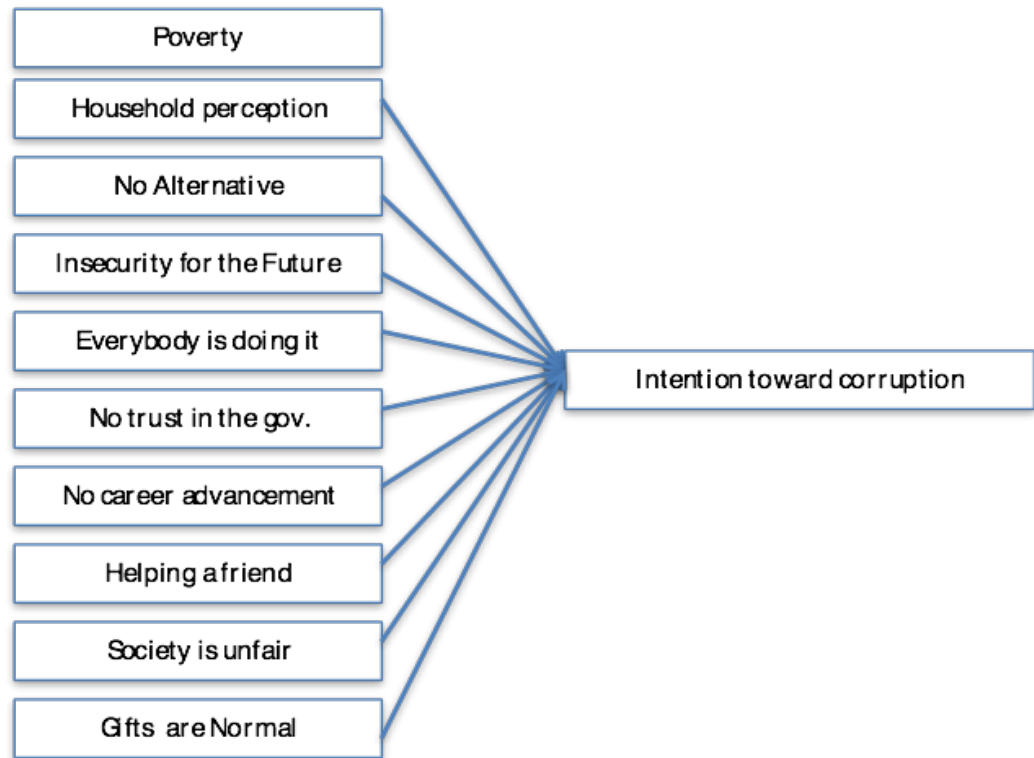 Poverty
Household perception
No Alternative
Insecurity for the Future
Everybody is doing it
No trust in the gov.
No career advancement
Helping a friend
Society is unfair
Gifts are Normal
Intention toward corruption